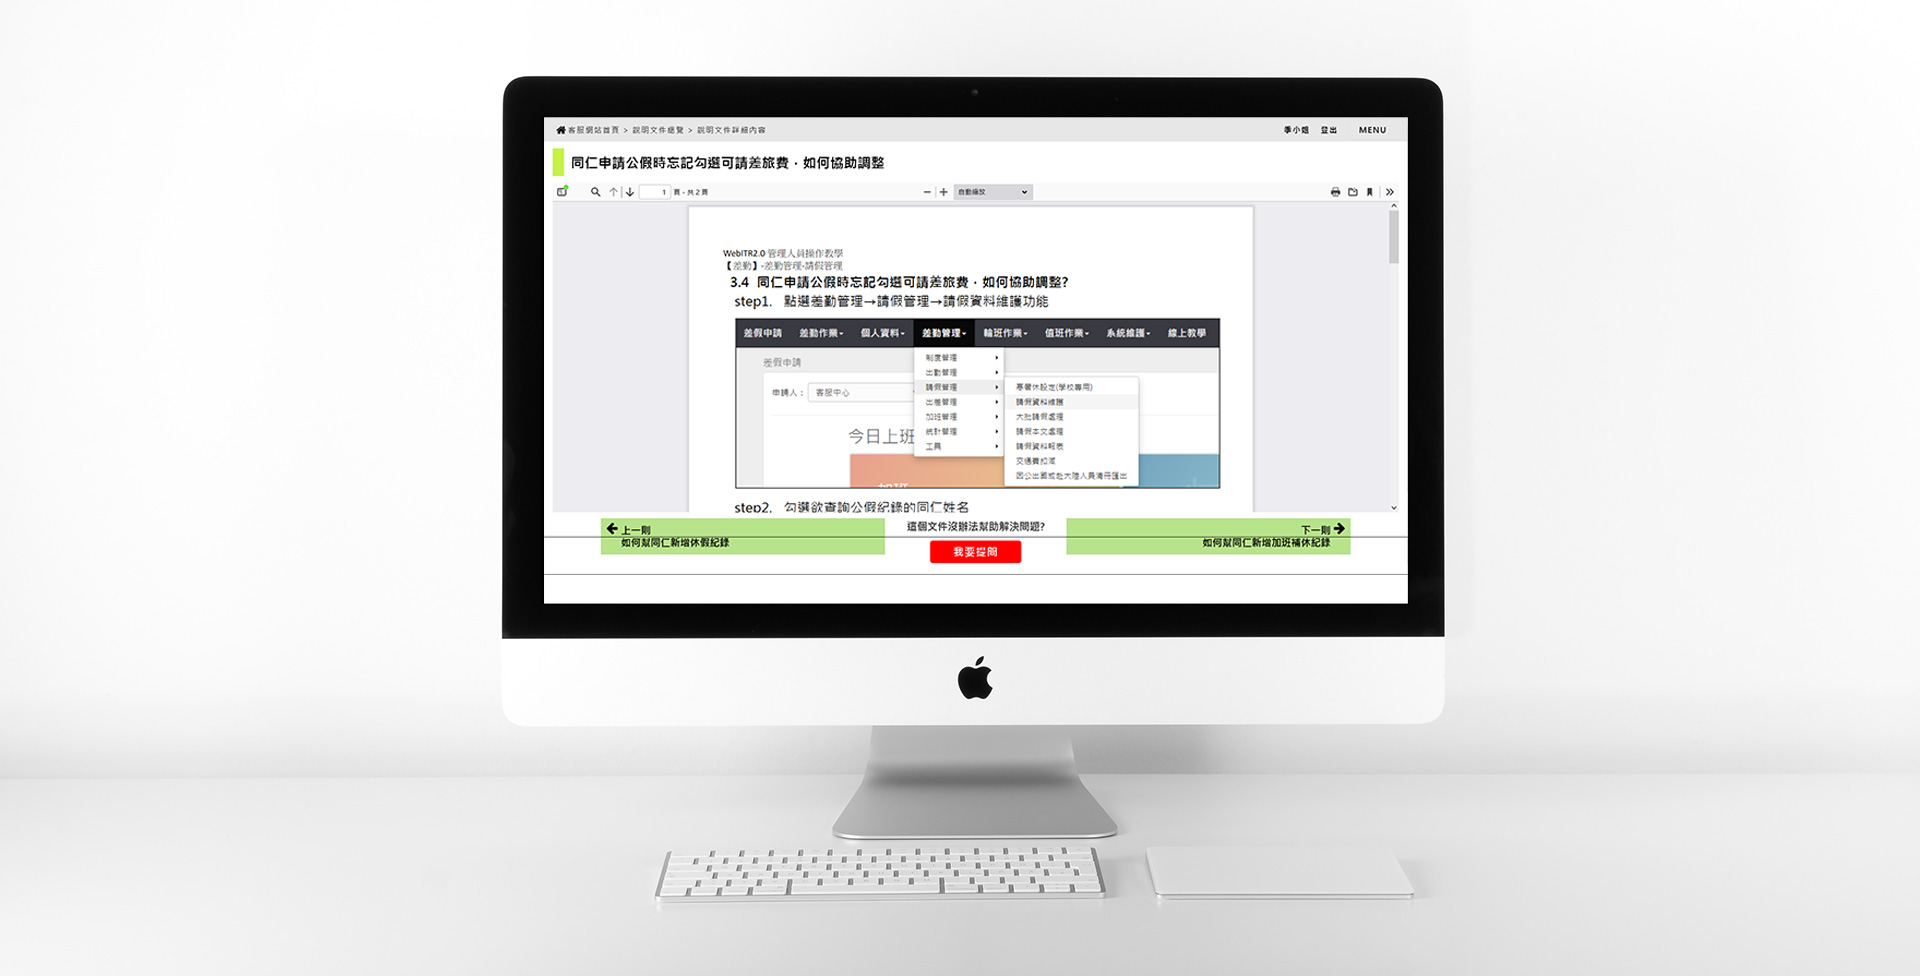 客服網站首頁 > 說明文件總覽 > 說明文件詳細內容
季小姐 登出 MENU
同仁申請公假時忘記勾選可請差旅費，如何協助調整
1 頁 - 共 2 頁
自動縮放
WebITR2.0 管理人員操作教學
【差勤】-差勤管理-請假管理
3.4 同仁申請公假時忘記勾選可請差旅費，如何協助調整?
step1. 點選差勤管理→請假管理→請假資料維護功能
差假申請 差勤作業 個人資料 差勤管理 輪班作業 值班作業 系統維護 線上教學
差假申請
申請人： 客服中心
今日上班
加班
制度管理
出勤管理
請假管理
出差管理
加班管理
統計管理
工具
寒暑休設定(學校專用)
請假資料維護
大批請假處理
請假本文處理
請假資料報表
交通費扣減
因公出國或赴大陸人員清冊匯出
step2. 勾選欲查詢公假紀錄的同仁姓名
上一則
如何幫同仁新增休假紀錄
這個文件沒辦法幫助解決問題?
我要提問
下一則
如何幫同仁新增加班補休紀錄